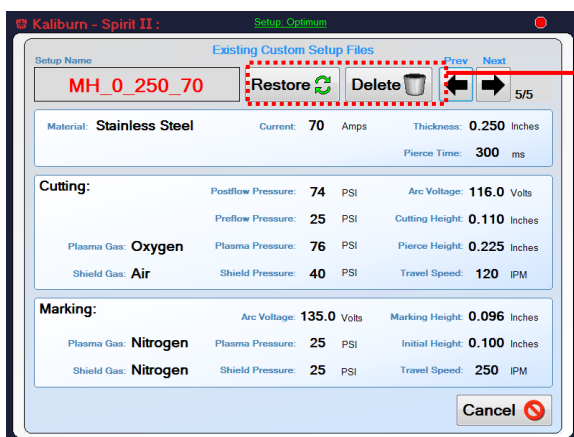 Kaliburn - Spirit II : Setup: Optimum
Existing Custom Setup Files
Setup Name Prev Next
MH_0_250_70 Restore Delete 5/5
Material: Stainless Steel Current: 70 Amps Thickness: 0.250 Inches
Pierce Time: 300 ms
Cutting: Postflow Pressure: 74 PSI Arc Voltage: 116.0 Volts
Preflow Pressure: 25 PSI Cutting Height: 0.110 Inches
Plasma Gas: Oxygen Plasma Pressure: 76 PSI Pierce Height: 0.225 Inches
Shield Gas: Air Shield Pressure: 40 PSI Travel Speed: 120 IPM
Marking: Arc Voltage: 135.0 Volts Marking Height: 0.096 Inches
Plasma Gas: Nitrogen Plasma Pressure: 25 PSI Initial Height: 0.100 Inches
Shield Gas: Nitrogen Shield Pressure: 25 PSI Travel Speed: 250 IPM
Cancel